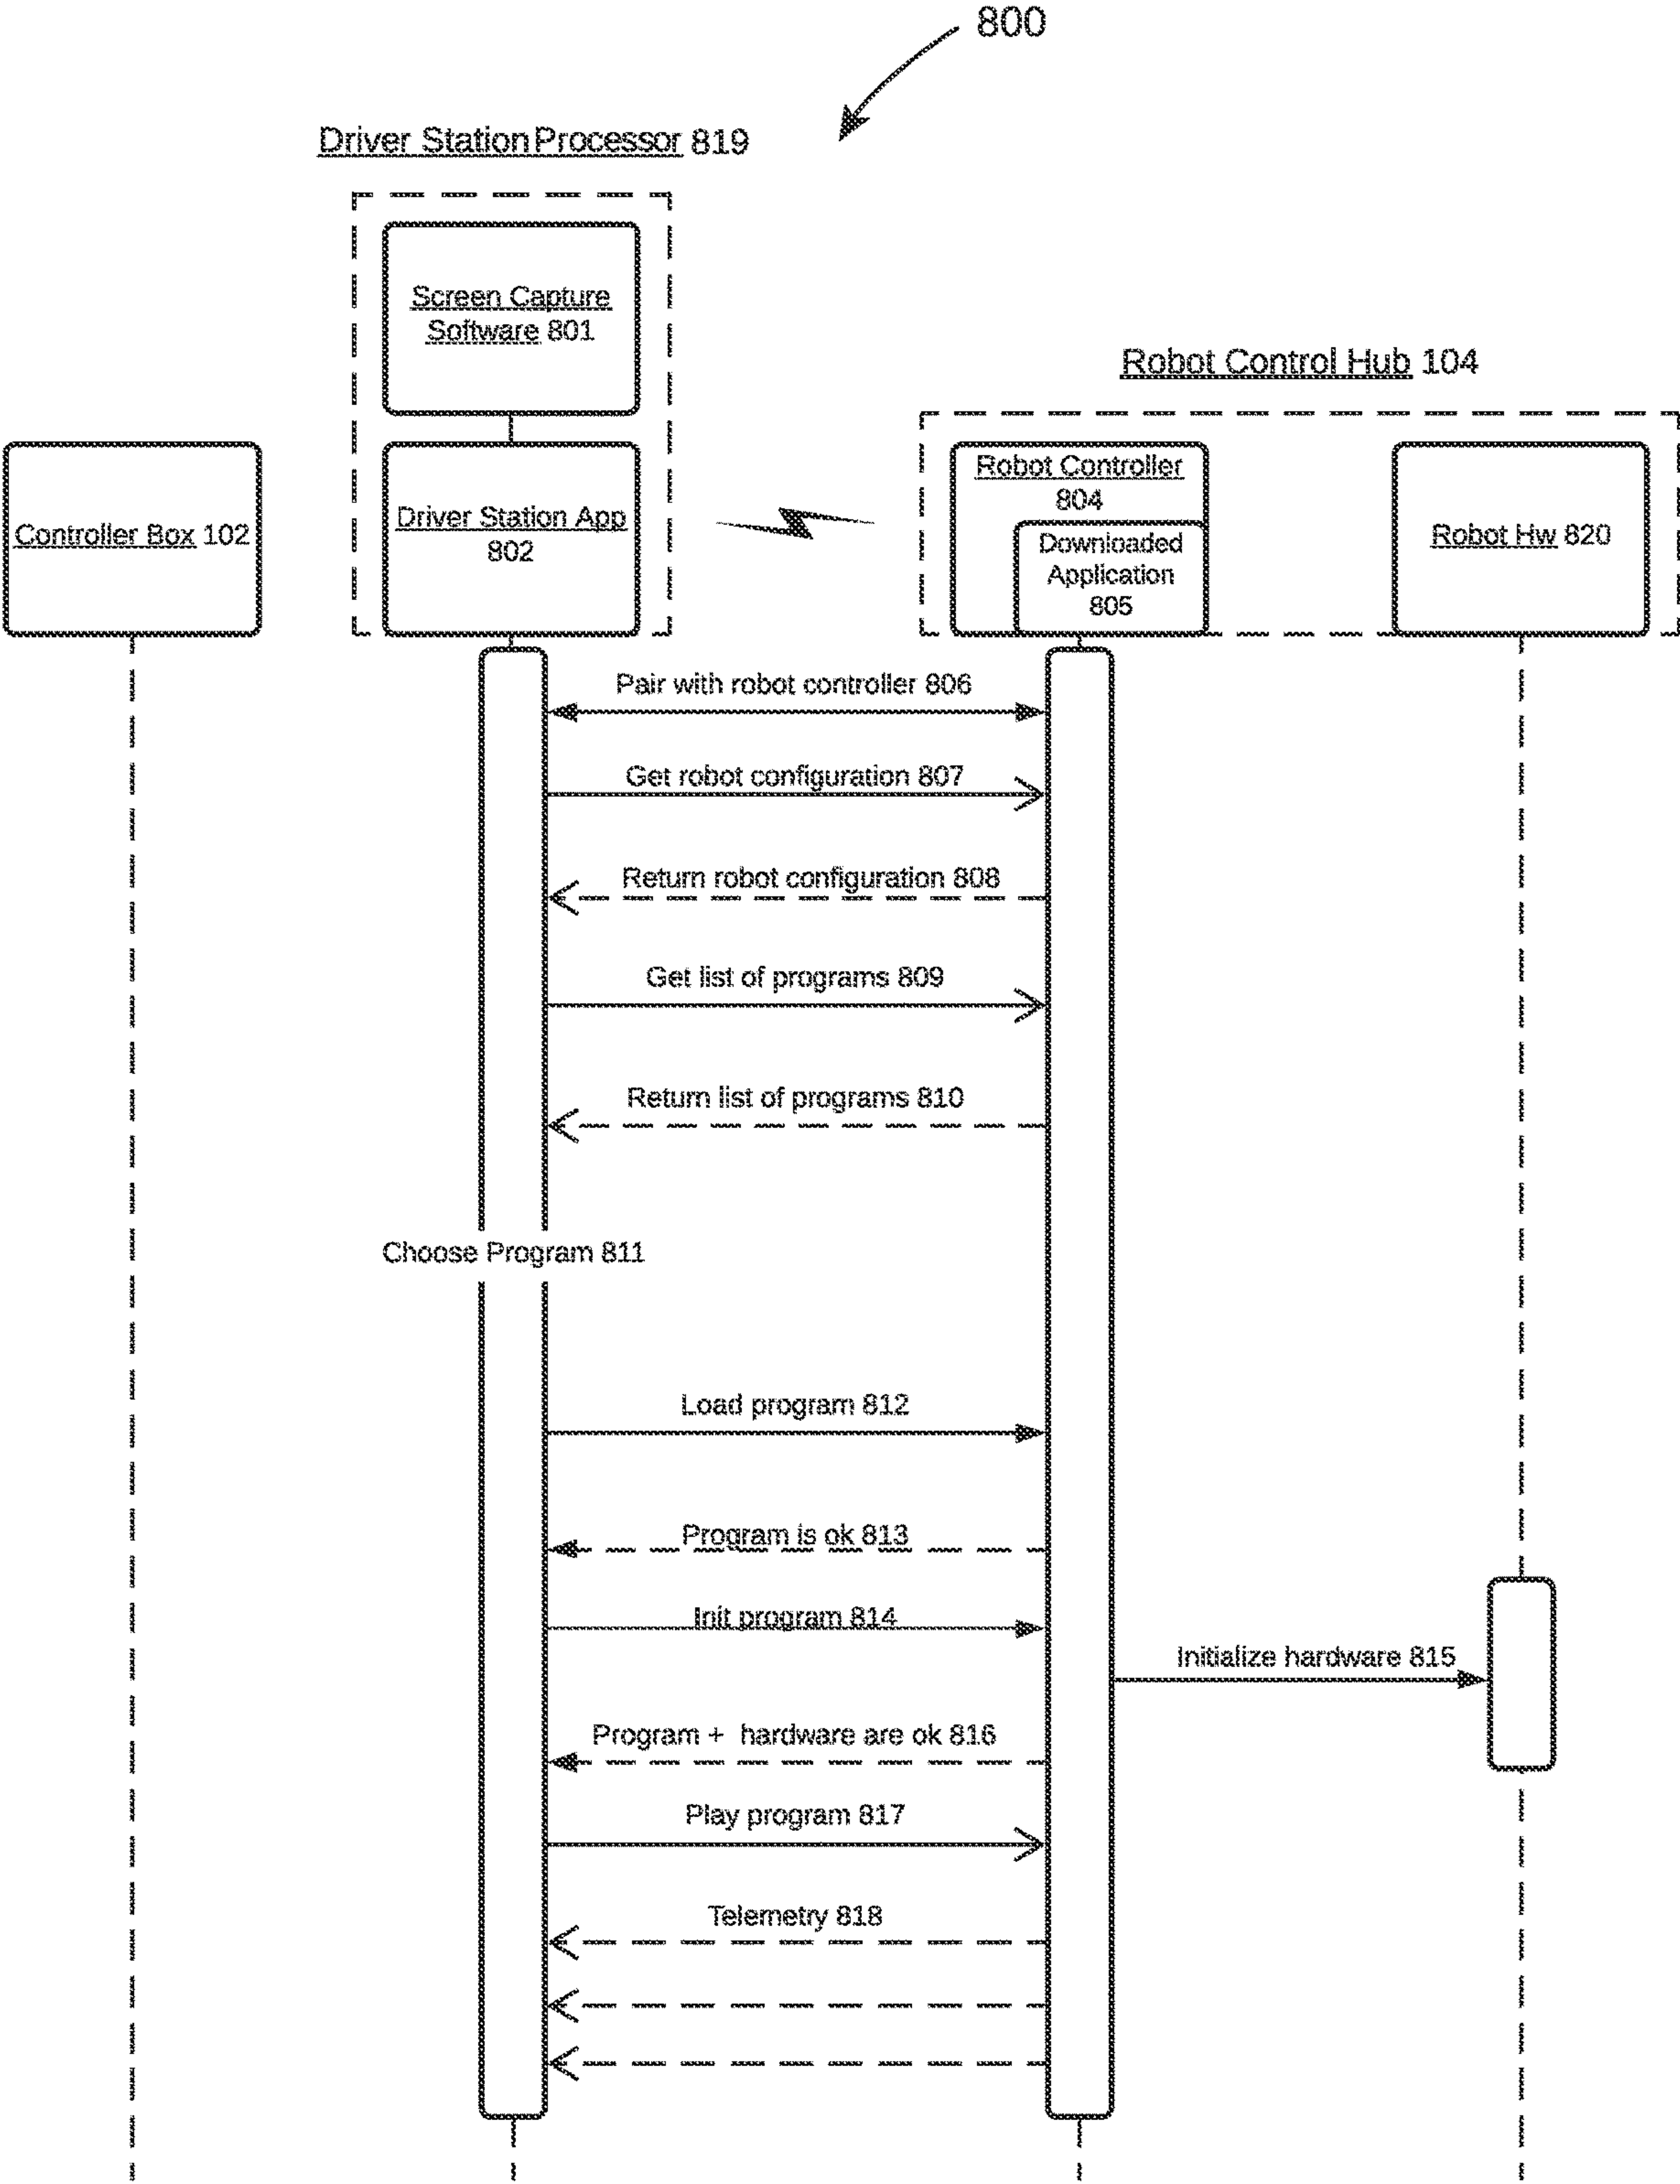 800
Driver Station Processor 819
Screen Capture
Software 801
Robot Control Hub 104
Controller Box 102
Driver Station App
802
Robot Controller
804
Downloaded
Application
805
Robot Hw 820
Pair with robot controller 806
Get robot configuration 807
Return robot configuration 808
Get list of programs 809
Return list of programs 810
Choose Program 811
Load program 812
Program is ok 813
Init program 814
Initialize hardware 815
Program + hardware are ok 816
Play program 817
Telemetry 818